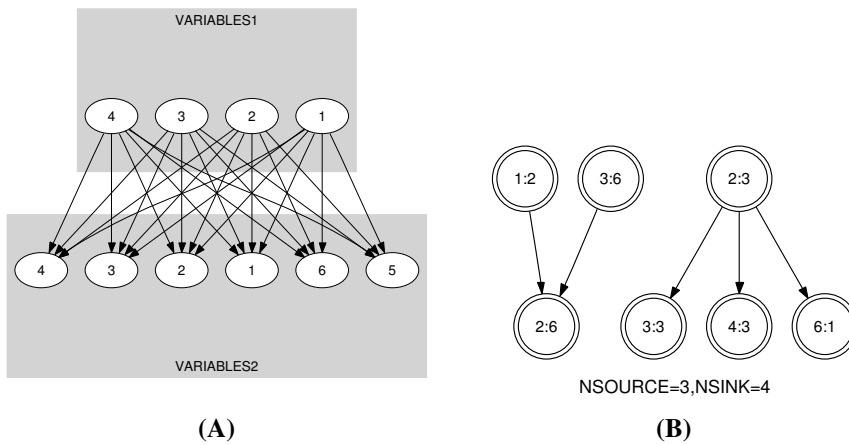 VARIABLES1
4 3 2 1
4 3 2 1 6 5
VARIABLES2
1:2 3:6 2:3
2:6 3:3 4:3 6:1
NSOURCE=3,NSINK=4
(A) (B)